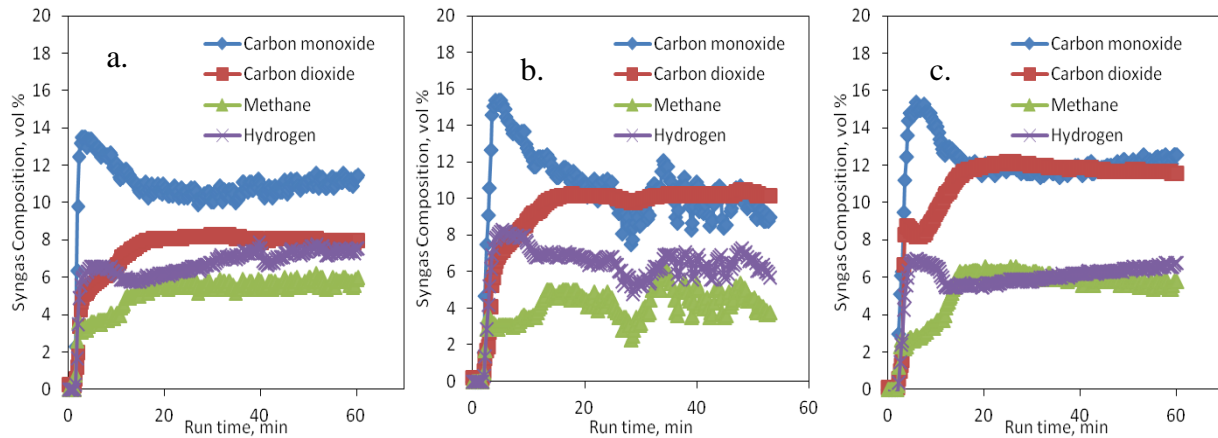 a.
Syngas Composition, vol %
20
18
16
14
12
10
8
6
4
2
0
Carbon monoxide
Carbon dioxide
Methane
Hydrogen
0 20 40 60
Run time, min
b.
Syngas Composition, vol %
20
18
16
14
12
10
8
6
4
2
0
Carbon monoxide
Carbon dioxide
Methane
Hydrogen
0 20 40 60
Run time, min
c.
Syngas Composition, vol %
20
18
16
14
12
10
8
6
4
2
0
Carbon monoxide
Carbon dioxide
Methane
Hydrogen
0 20 40 60
Run time, min